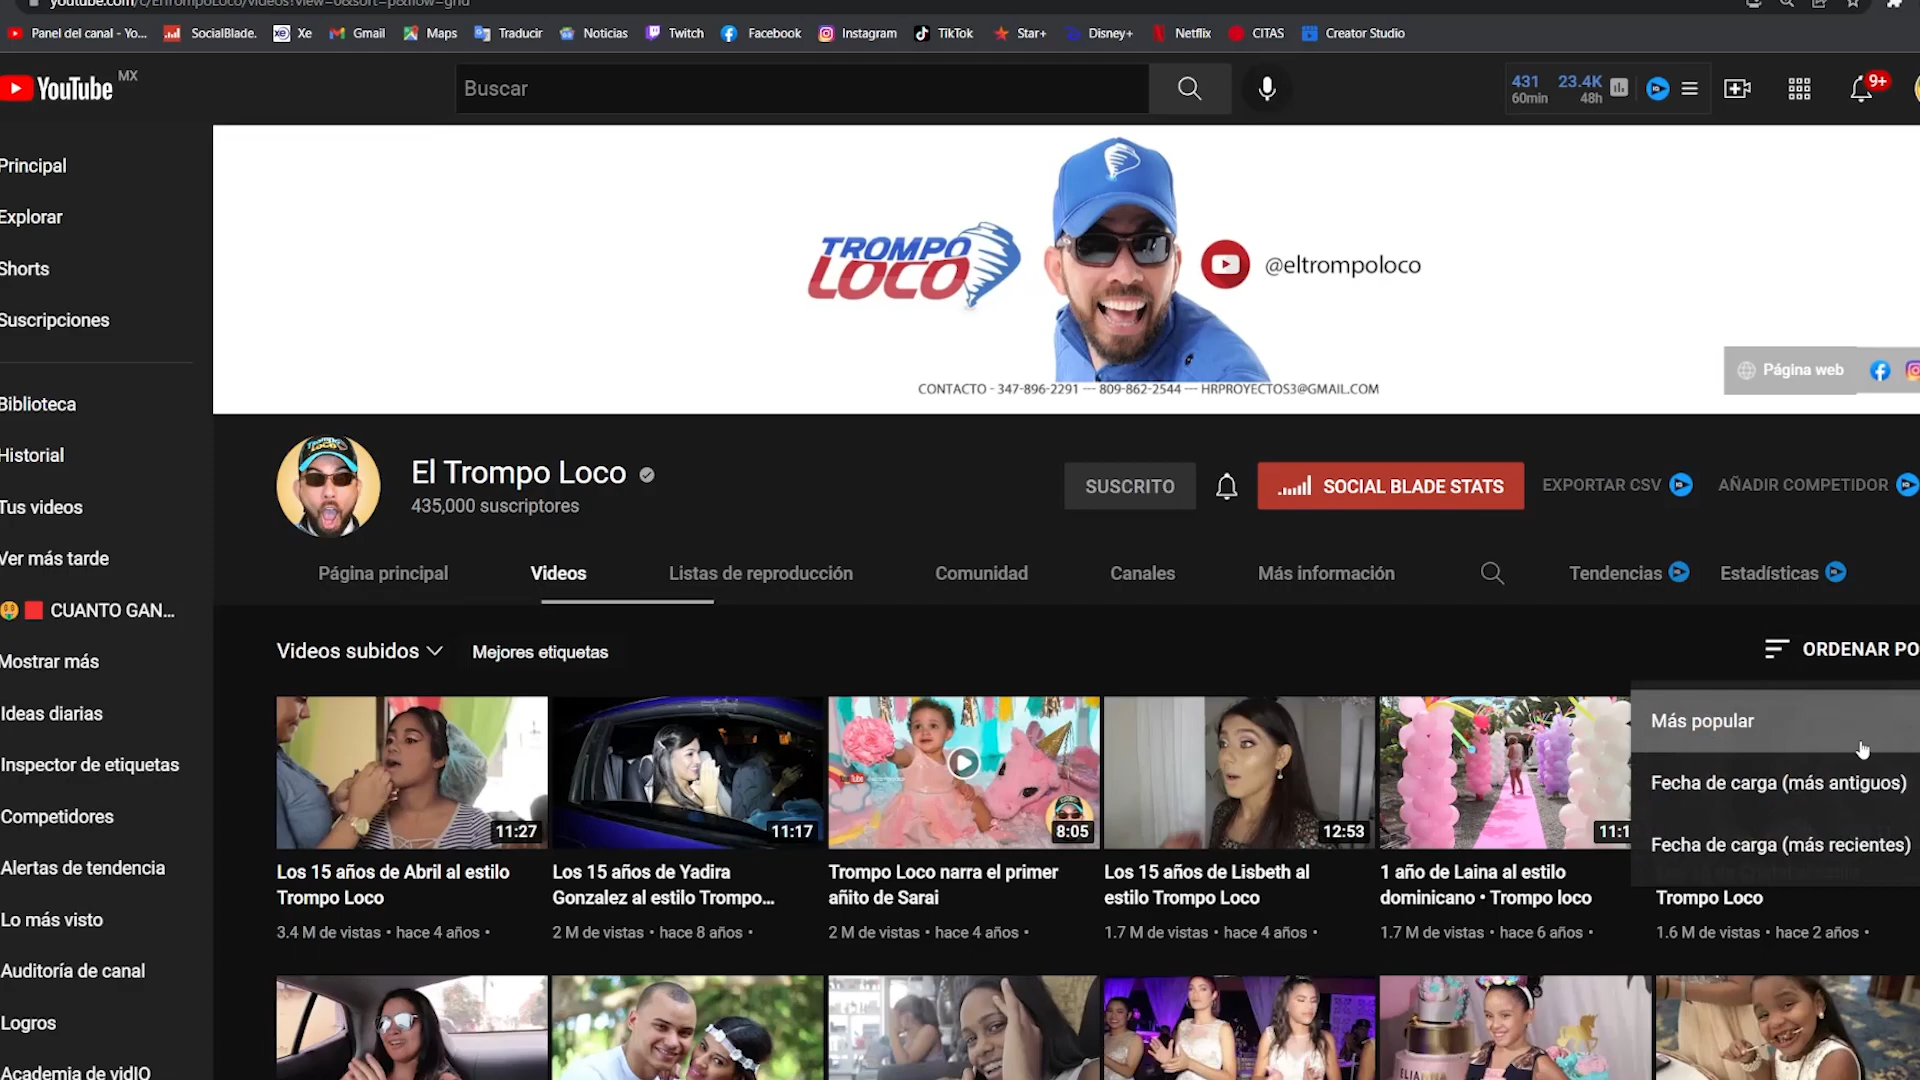 Panel del canal - Yo...
SocialBlade.
Xe
Gmail
Maps
Traducir
Noticias
Twitch
Facebook
Instagram
TikTok
Star+
Disney+
Netflix
CITAS
Creator Studio
YouTube MX
Buscar
431 60min
23.4K 48h
9+
Principal
Explorar
Shorts
Suscripciones
Biblioteca
Historial
Tus videos
Ver más tarde
CUANTO GAN...
Mostrar más
Ideas diarias
Inspector de etiquetas
Competidores
Alertas de tendencia
Lo más visto
Auditoría de canal
Logros
Academia de vidIQ
TROMPO
LOCO
@eltrompoloco
CONTACTO - 347-896-2291 --- 809-862-2544 --- HRPROYECTOS3@GMAIL.COM
Página web
El Trompo Loco
435,000 suscriptores
SUSCRITO
SOCIAL BLADE STATS
EXPORTAR CSV
AÑADIR COMPETIDOR
Página principal
Videos
Listas de reproducción
Comunidad
Canales
Más información
Tendencias
Estadísticas
Videos subidos
Mejores etiquetas
ORDENAR PO
Más popular
Fecha de carga (más antiguos)
Fecha de carga (más recientes)
11:27
Los 15 años de Abril al estilo
Trompo Loco
3.4 M de vistas • hace 4 años •
11:17
Los 15 años de Yadira
Gonzalez al estilo Trompo...
2 M de vistas • hace 8 años •
8:05
Trompo Loco narra el primer
añito de Sarai
2 M de vistas • hace 4 años •
12:53
Los 15 años de Lisbeth al
estilo Trompo Loco
1.7 M de vistas • hace 4 años •
11:1
1 año de Laina al estilo
dominicano • Trompo loco
1.7 M de vistas • hace 6 años •
Trompo Loco
1.6 M de vistas • hace 2 años •